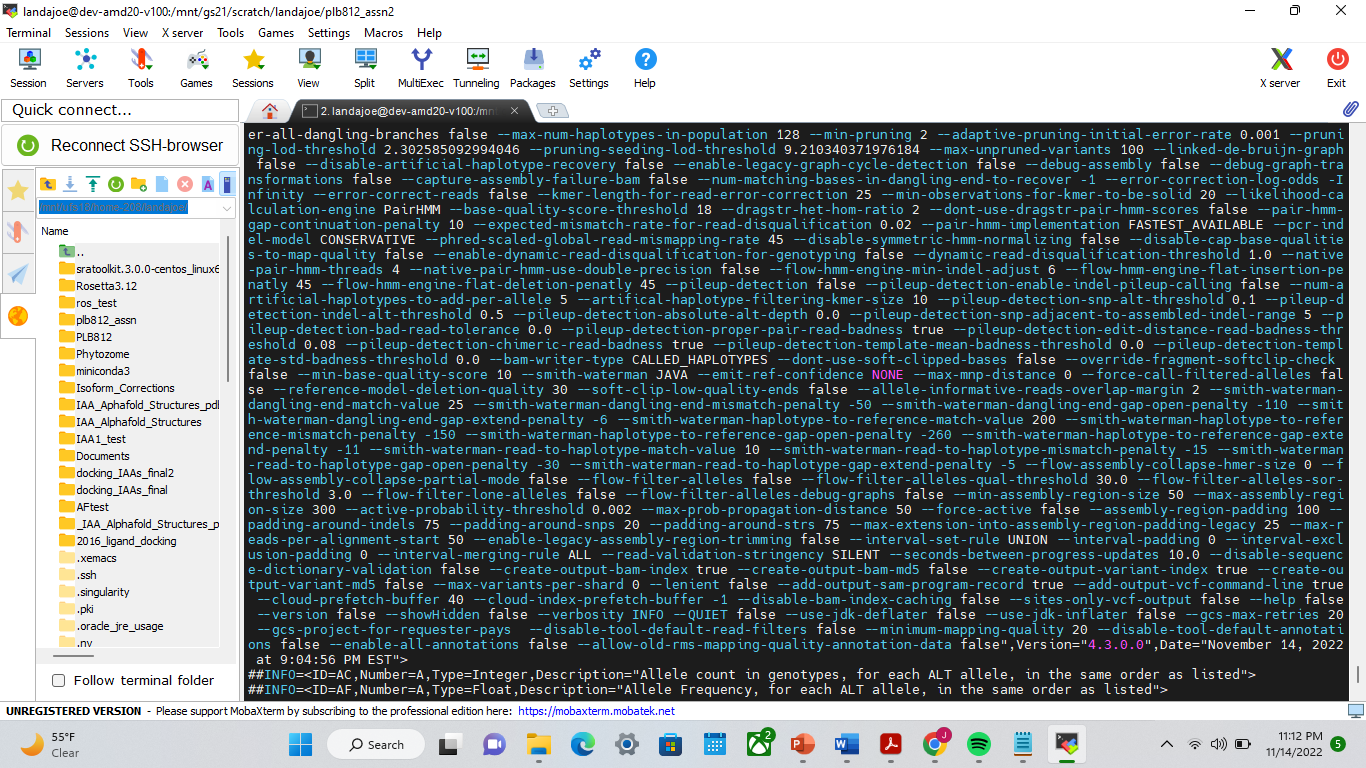 landajoe@dev-amd20-v100:/mnt/gs21/scratch/landajoe/plb812_assn2
Terminal Sessions View X server Tools Games Settings Macros Help
Session Servers Tools Games Sessions View Split MultiExec Tunneling Packages Settings Help X server Exit
Quick connect...
2. landajoe@dev-amd20-v100:/mn
Reconnect SSH-browser
/mnt/ufs18/home-206/landajoe/
Name
..
sratoolkit.3.0.0-centos_linux6
Rosetta3.12
ros_test
plb812_assn
PLB812
Phytozome
miniconda3
Isoform_Corrections
IAA_Aphafold_Structures_pdl
IAA_Alphafold_Structures
IAA1_test
Documents
docking_IAAs_final2
docking_IAAs_final
AFtest
_IAA_Alphafold_Structures_p
2016_ligand_docking
.xemacs
.ssh
.singularity
.pki
.oracle_jre_usage
.nv
Follow terminal folder
er-all-dangling-branches false --max-num-haplotypes-in-population 128 --min-pruning 2 --adaptive-pruning-initial-error-rate 0.001 --pruni
ng-lod-threshold 2.302585092994046 --pruning-seeding-lod-threshold 9.210340371976184 --max-unpruned-variants 100 --linked-de-bruijn-graph
false --disable-artificial-haplotype-recovery false --enable-legacy-graph-cycle-detection false --debug-assembly false --debug-graph-tra
nsformations false --capture-assembly-failure-bam false --num-matching-bases-in-dangling-end-to-recover -1 --error-correction-log-odds -I
nfinity --error-correct-reads false --kmer-length-for-read-error-correction 25 --min-observations-for-kmer-to-be-solid 20 --likelihood-ca
lculation-engine PairHMM --base-quality-score-threshold 18 --dragstr-het-hom-ratio 2 --dont-use-dragstr-pair-hmm-scores false --pair-hmm-
gap-continuation-penalty 10 --expected-mismatch-rate-for-read-disqualification 0.02 --pair-hmm-implementation FASTEST_AVAILABLE --pcr-ind
el-model CONSERVATIVE --phred-scaled-global-read-mismapping-rate 45 --disable-symmetric-hmm-normalizing false --disable-cap-base-qualitie
s-to-map-quality false --enable-dynamic-read-disqualification-for-genotyping false --dynamic-read-disqualification-threshold 1.0 --native
-pair-hmm-threads 4 --native-pair-hmm-use-double-precision false --flow-hmm-engine-min-indel-adjust 6 --flow-hmm-engine-flat-insertion-pe
natly 45 --flow-hmm-engine-flat-deletion-penatly 45 --pileup-detection false --pileup-detection-enable-indel-pileup-calling false --num-a
rtificial-haplotypes-to-add-per-allele 5 --artifical-haplotype-filtering-kmer-size 10 --pileup-detection-snp-alt-threshold 0.1 --pileup-d
etection-indel-alt-threshold 0.5 --pileup-detection-absolute-alt-depth 0.0 --pileup-detection-snp-adjacent-to-assembled-indel-range 5 --p
ileup-detection-bad-read-tolerance 0.0 --pileup-detection-proper-pair-read-badness true --pileup-detection-edit-distance-read-badness-thr
eshold 0.08 --pileup-detection-chimeric-read-badness true --pileup-detection-template-mean-badness-threshold 0.0 --pileup-detection-templ
ate-std-badness-threshold 0.0 --bam-writer-type CALLED_HAPLOTYPES --dont-use-soft-clipped-bases false --override-fragment-softclip-check
false --min-base-quality-score 10 --smith-waterman JAVA --emit-ref-confidence NONE --max-mnp-distance 0 --force-call-filtered-alleles fal
se --reference-model-deletion-quality 30 --soft-clip-low-quality-ends false --allele-informative-reads-overlap-margin 2 --smith-waterman-
dangling-end-match-value 25 --smith-waterman-dangling-end-mismatch-penalty -50 --smith-waterman-dangling-end-gap-open-penalty -110 --smit
h-waterman-dangling-end-gap-extend-penalty -6 --smith-waterman-haplotype-to-reference-match-value 200 --smith-waterman-haplotype-to-refer
ence-mismatch-penalty -150 --smith-waterman-haplotype-to-reference-gap-open-penalty -260 --smith-waterman-haplotype-to-reference-gap-exte
nd-penalty -11 --smith-waterman-read-to-haplotype-match-value 10 --smith-waterman-read-to-haplotype-mismatch-penalty -15 --smith-waterman
-read-to-haplotype-gap-open-penalty -30 --smith-waterman-read-to-haplotype-gap-extend-penalty -5 --flow-assembly-collapse-hmer-size 0 --f
low-assembly-collapse-partial-mode false --flow-filter-alleles false --flow-filter-alleles-qual-threshold 30.0 --flow-filter-alleles-sor-
threshold 3.0 --flow-filter-lone-alleles false --flow-filter-alleles-debug-graphs false --min-assembly-region-size 50 --max-assembly-regi
on-size 300 --active-probability-threshold 0.002 --max-prob-propagation-distance 50 --force-active false --assembly-region-padding 100 --
padding-around-indels 75 --padding-around-snps 20 --padding-around-strs 75 --max-extension-into-assembly-region-padding-legacy 25 --max-r
eads-per-alignment-start 50 --enable-legacy-assembly-region-trimming false --interval-set-rule UNION --interval-padding 0 --interval-excl
usion-padding 0 --interval-merging-rule ALL --read-validation-stringency SILENT --seconds-between-progress-updates 10.0 --disable-sequenc
e-dictionary-validation false --create-output-bam-index true --create-output-bam-md5 false --create-output-variant-index true --create-ou
tput-variant-md5 false --max-variants-per-shard 0 --lenient false --add-output-sam-program-record true --add-output-vcf-command-line true
--cloud-prefetch-buffer 40 --cloud-index-prefetch-buffer -1 --disable-bam-index-caching false --sites-only-vcf-output false --help false
--version false --showHidden false --verbosity INFO --QUIET false --use-jdk-deflater false --use-jdk-inflater false --gcs-max-retries 20
--gcs-project-for-requester-pays  --disable-tool-default-read-filters false --minimum-mapping-quality 20 --disable-tool-default-annotati
ons false --enable-all-annotations false --allow-old-rms-mapping-quality-annotation-data false",Version="4.3.0.0",Date="November 14, 2022
at 9:04:56 PM EST">
##INFO=<ID=AC,Number=A,Type=Integer,Description="Allele count in genotypes, for each ALT allele, in the same order as listed">
##INFO=<ID=AF,Number=A,Type=Float,Description="Allele Frequency, for each ALT allele, in the same order as listed">
UNREGISTERED VERSION - Please support MobaXterm by subscribing to the professional edition here: https://mobaxterm.mobatek.net
55°F
Clear
Search
2
J
11:12 PM
11/14/2022
5